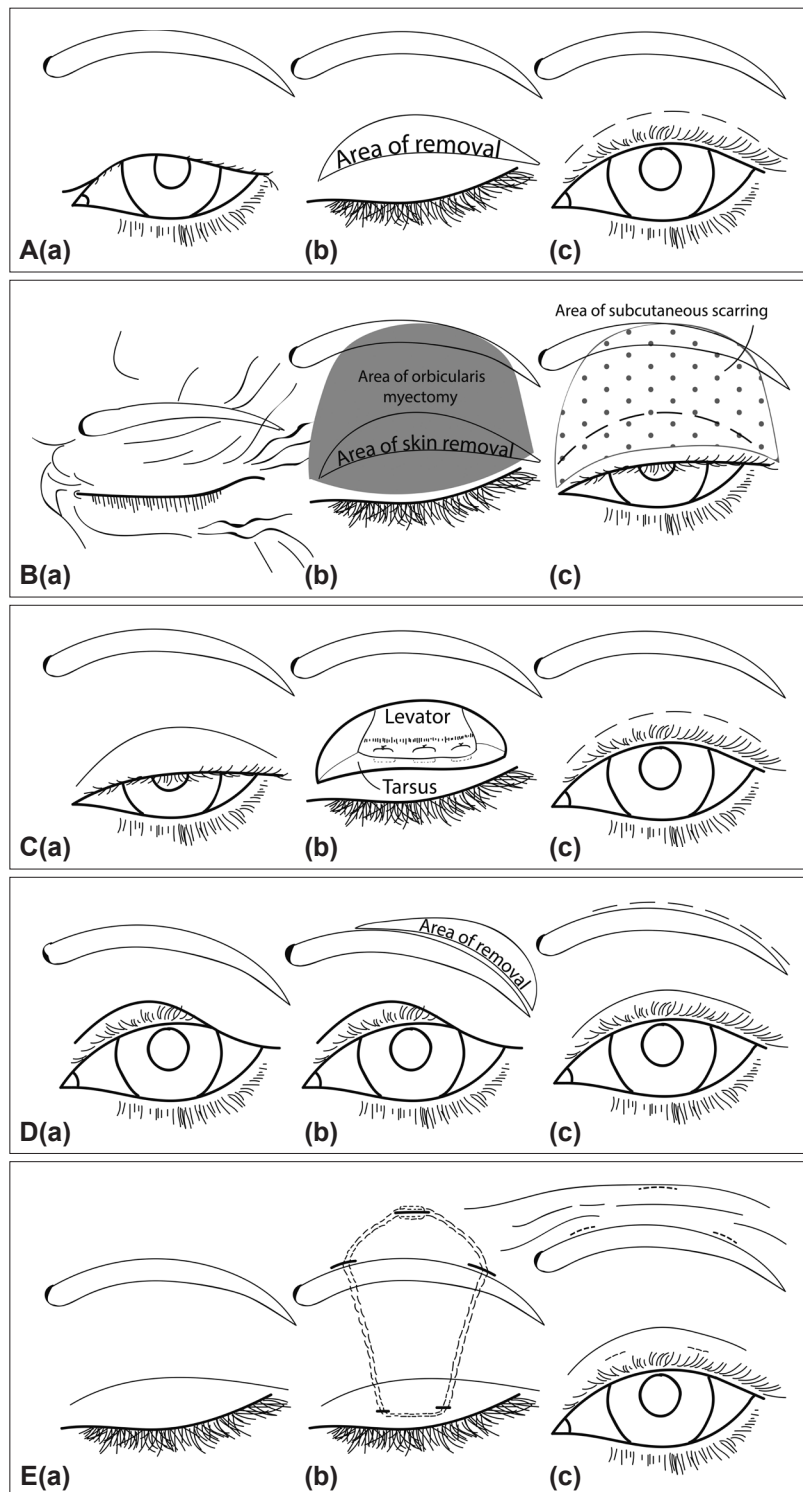 Area of removal
A(a)
(b)
(c)
Area of subcutaneous scarring
Area of orbicularis
myectomy
Area of skin removal
B(a)
(b)
(c)
Levator
Tarsus
C(a)
(b)
(c)
Area of removal
D(a)
(b)
(c)
E(a)
(b)
(c)